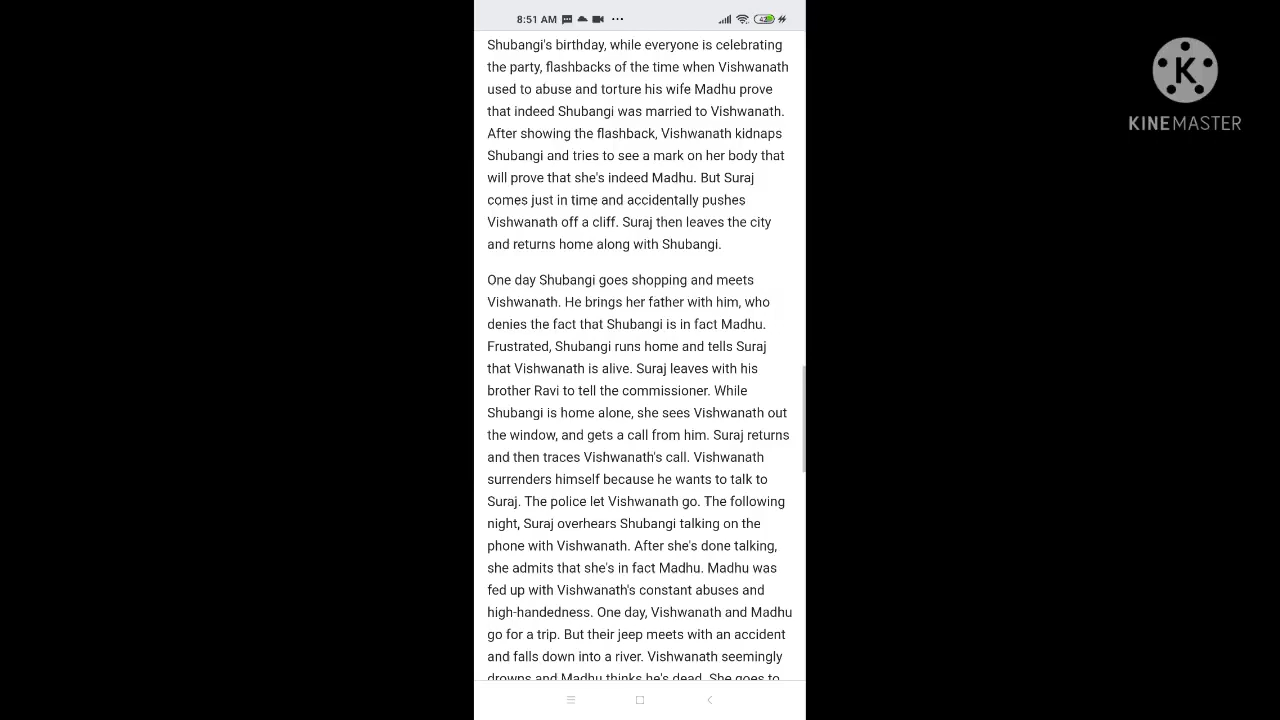 8:51 AM
42
Shubangi's birthday, while everyone is celebrating
the party, flashbacks of the time when Vishwanath
used to abuse and torture his wife Madhu prove
that indeed Shubangi was married to Vishwanath.
After showing the flashback, Vishwanath kidnaps
Shubangi and tries to see a mark on her body that
will prove that she's indeed Madhu. But Suraj
comes just in time and accidentally pushes
Vishwanath off a cliff. Suraj then leaves the city
and returns home along with Shubangi.
One day Shubangi goes shopping and meets
Vishwanath. He brings her father with him, who
denies the fact that Shubangi is in fact Madhu.
Frustrated, Shubangi runs home and tells Suraj
that Vishwanath is alive. Suraj leaves with his
brother Ravi to tell the commissioner. While
Shubangi is home alone, she sees Vishwanath out
the window, and gets a call from him. Suraj returns
and then traces Vishwanath's call. Vishwanath
surrenders himself because he wants to talk to
Suraj. The police let Vishwanath go. The following
night, Suraj overhears Shubangi talking on the
phone with Vishwanath. After she's done talking,
she admits that she's in fact Madhu. Madhu was
fed up with Vishwanath's constant abuses and
high-handedness. One day, Vishwanath and Madhu
go for a trip. But their jeep meets with an accident
and falls down into a river. Vishwanath seemingly
drowns and Madhu thinks he's dead. She goes to
K
KINEMASTER